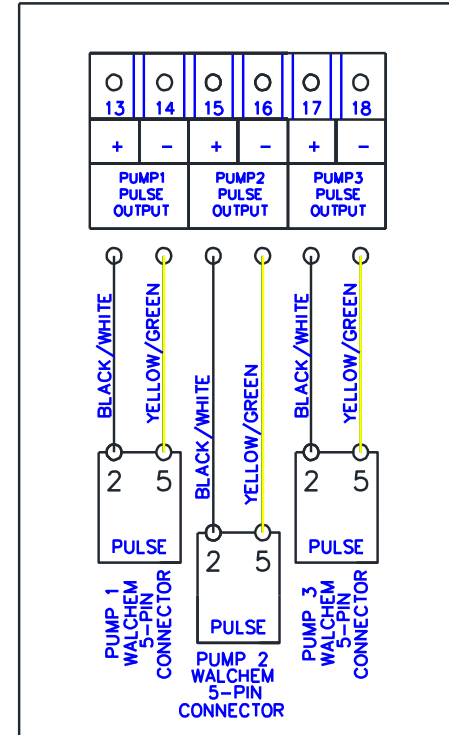 13 14 15 16 17 18
+ - + - + -
PUMP1
PULSE
OUTPUT
PUMP2
PULSE
OUTPUT
PUMP3
PULSE
OUTPUT
BLACK/WHITE
YELLOW/GREEN
BLACK/WHITE
YELLOW/GREEN
BLACK/WHITE
YELLOW/GREEN
2 5
PULSE
PUMP 1
WALCHEM
5-PIN
CONNECTOR
2 5
PULSE
PUMP 2
WALCHEM
5-PIN
CONNECTOR
2 5
PULSE
PUMP 3
WALCHEM
5-PIN
CONNECTOR